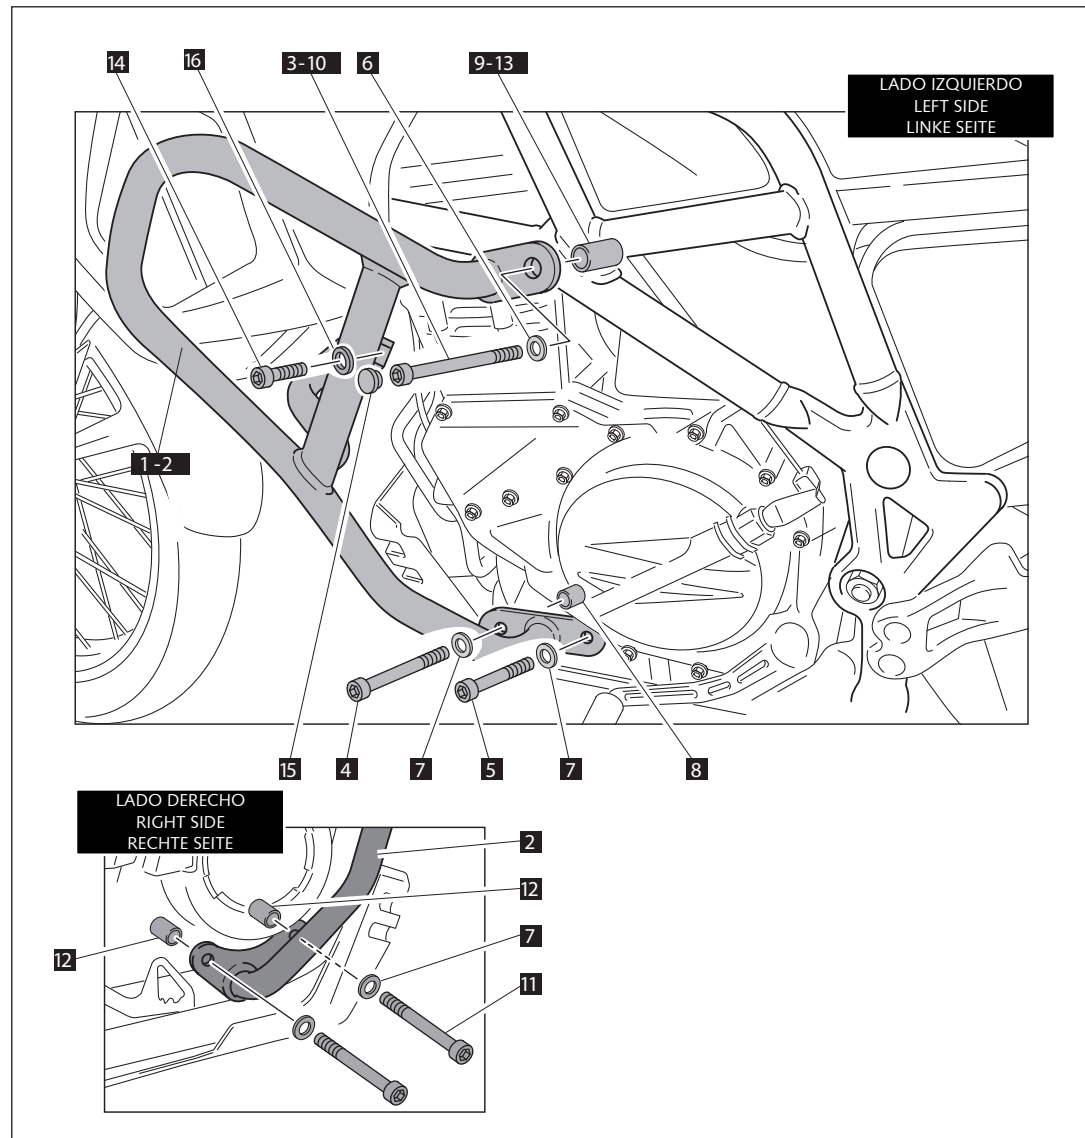 14
16
3-10
6
9-13
LADO IZQUIERDO
LEFT SIDE
LINKE SEITE
1 -2
15
4
7
5
7
8
LADO DERECHO
RIGHT SIDE
RECHTE SEITE
2
12
7
12
11